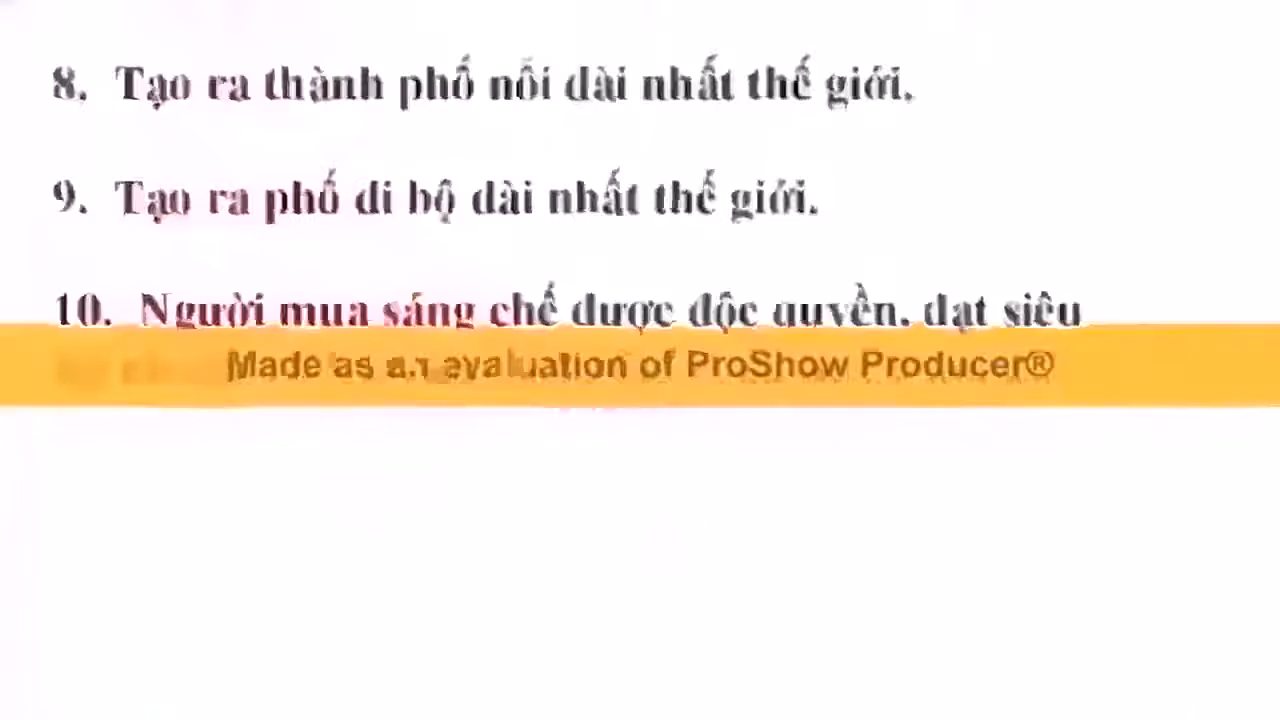 8. Tạo ra thành phố nổi dài nhất thế giới.
9. Tạo ra phố đi bộ dài nhất thế giới.
10. Người mua sáng chế được độc quyền, đạt siêu
Made as an evaluation of ProShow Producer®